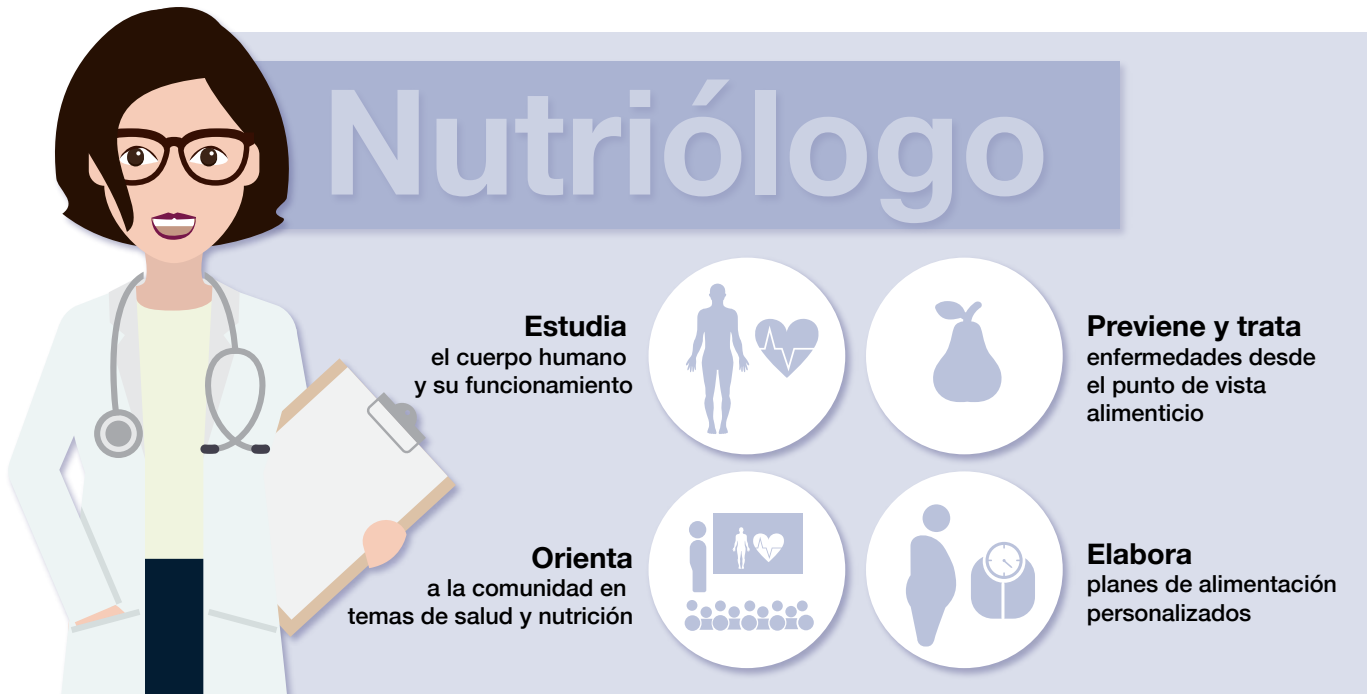 Nutriólogo
Estudia
el cuerpo humano
y su funcionamiento
Previene y trata
enfermedades desde
el punto de vista
alimenticio
Orienta
a la comunidad en
temas de salud y nutrición
Elabora
planes de alimentación
personalizados